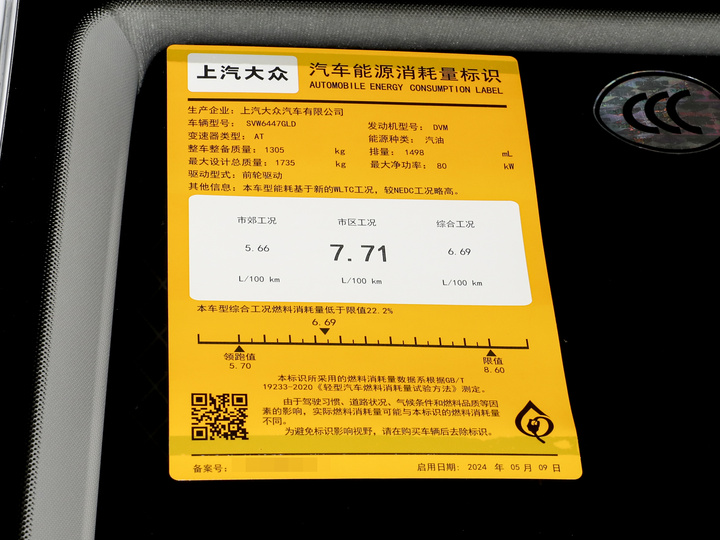 上汽大众
汽车能源消耗量标识
AUTOMOBILE ENERGY CONSUMPTION LABEL
生产企业：上汽大众汽车有限公司
车辆型号：SVW6447GLD 发动机型号：DVM
变速器类型：AT 能源种类：汽油
整车整备质量：1305 kg 排量：1498 mL
最大设计总质量：1735 kg 最大净功率：80 kW
驱动型式：前轮驱动
其他信息：本车型能耗基于新的WLTC工况，较NEDC工况略高。
市郊工况 市区工况 综合工况
5.66 7.71 6.69
L/100 km L/100 km L/100 km
本车型综合工况燃料消耗量低于限值22.2%
6.69
领跑值 限值
5.70 8.60
本标识所采用的燃料消耗量数据系根据GB/T
19233-2020《轻型汽车燃料消耗量试验方法》测定。
由于驾驶习惯、道路状况、气候条件和燃料品质等因
素的影响，实际燃料消耗量可能与本标识的燃料消耗量
不同。
为避免标识影响视野，请在购买车辆后去除标识。
备案号： 启用日期：2024 年 05 月 09 日
CCC